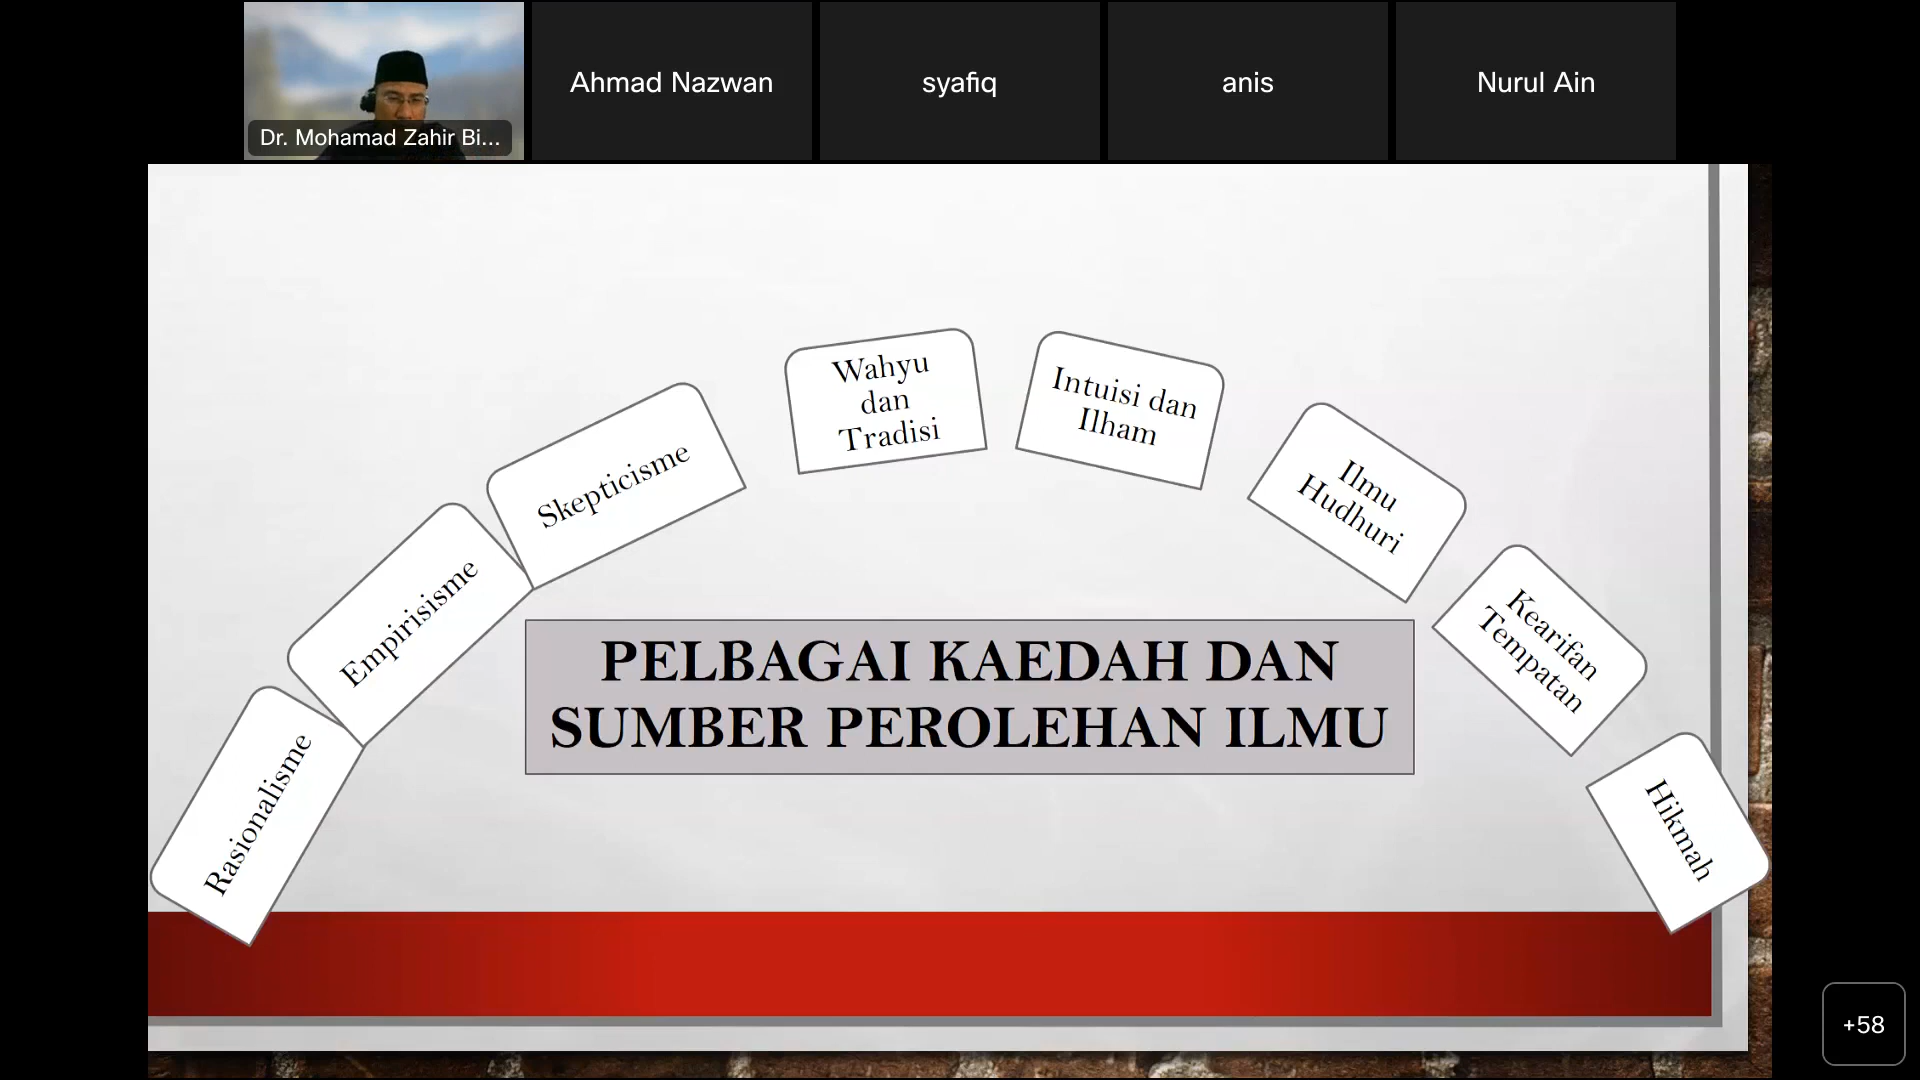 Dr. Mohamad Zahir Bi...
Ahmad Nazwan
syafiq
anis
Nurul Ain
Rasionalisme
Empirisisme
Skepticisme
Wahyu
dan
Tradisi
Intuisi dan
Ilham
Ilmu
Hudhuri
Kearifan
Tempatan
Hikmah
PELBAGAI KAEDAH DAN
SUMBER PEROLEHAN ILMU
+58